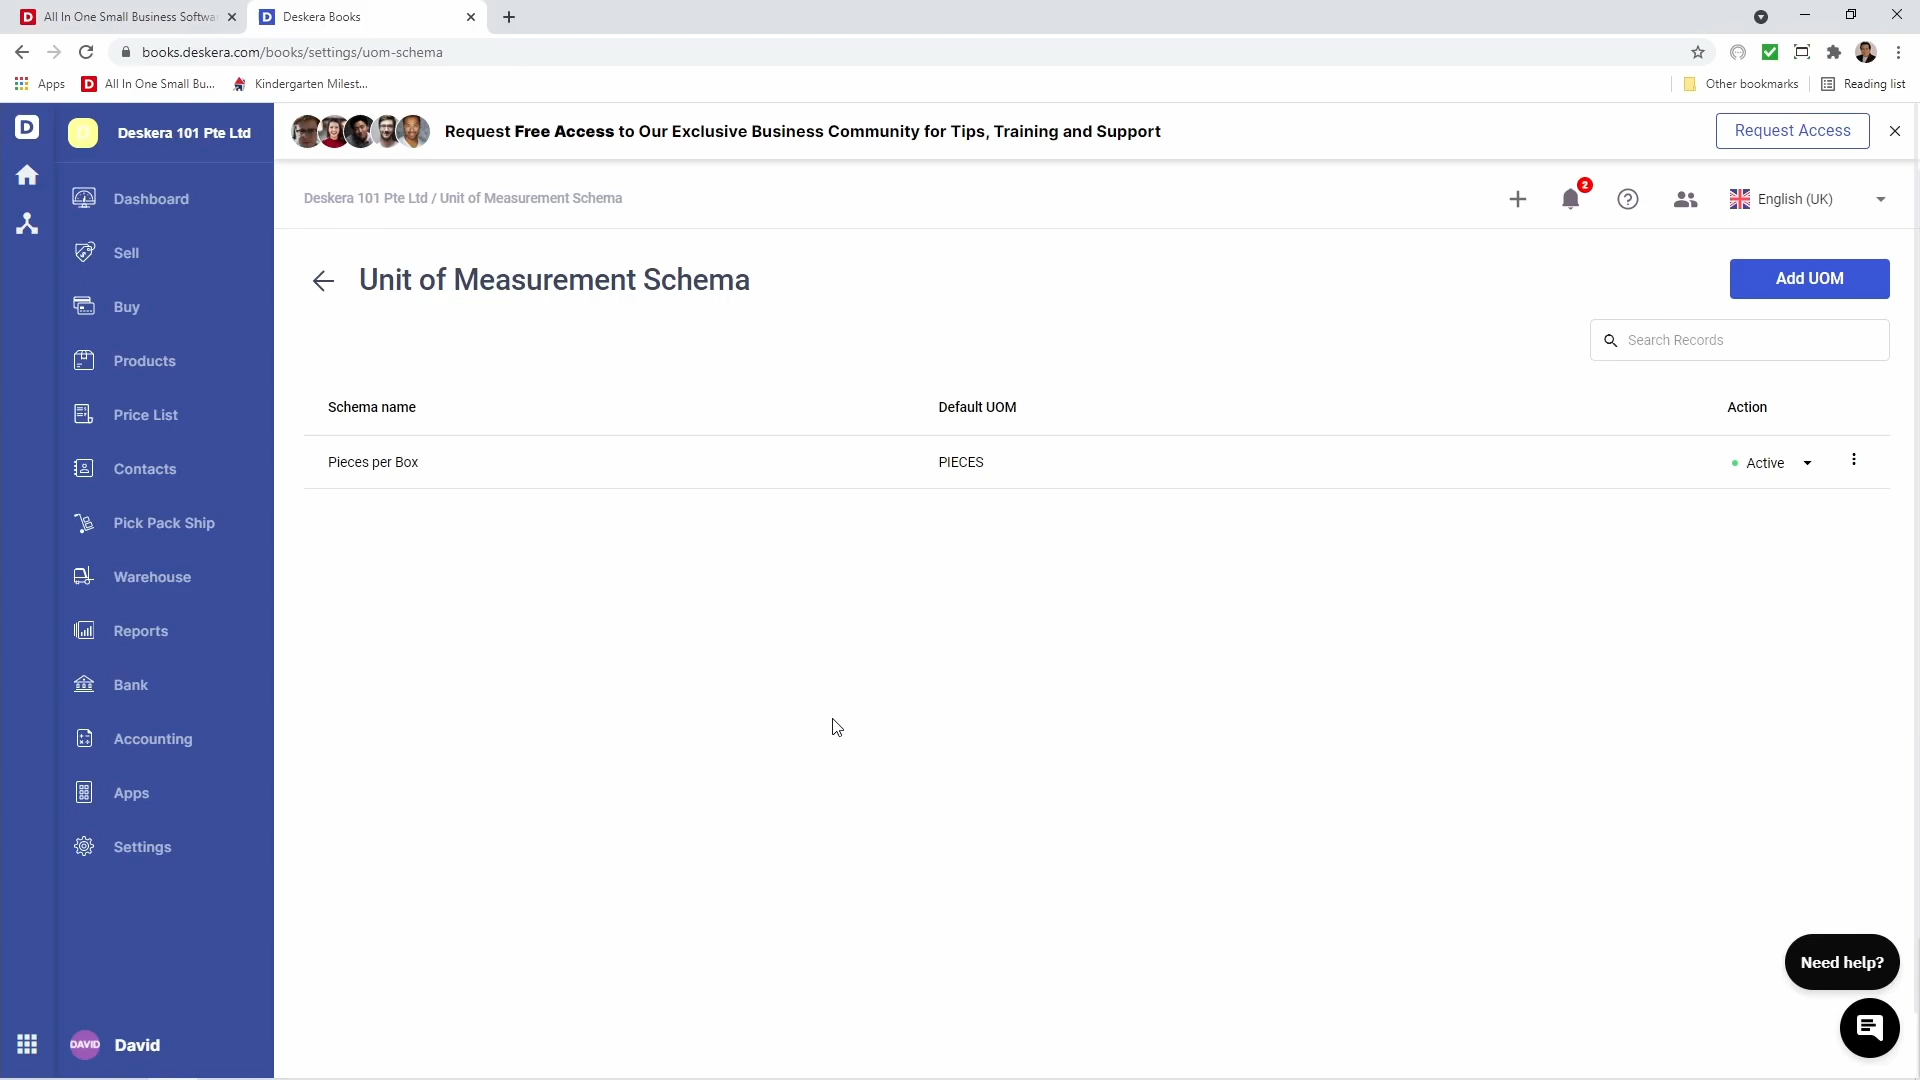 All In One Small Business Softwa
Deskera Books
books.deskera.com/books/settings/uom-schema
Apps
All In One Small Bu...
Kindergarten Milest...
Other bookmarks
Reading list
D
Deskera 101 Pte Ltd
Request Free Access to Our Exclusive Business Community for Tips, Training and Support
Request Access
Dashboard
Sell
Buy
Products
Price List
Contacts
Pick Pack Ship
Warehouse
Reports
Bank
Accounting
Apps
Settings
DAVID
David
Deskera 101 Pte Ltd / Unit of Measurement Schema
2
English (UK)
Unit of Measurement Schema
Add UOM
Search Records
Schema name
Default UOM
Action
Pieces per Box
PIECES
Active
Need help?